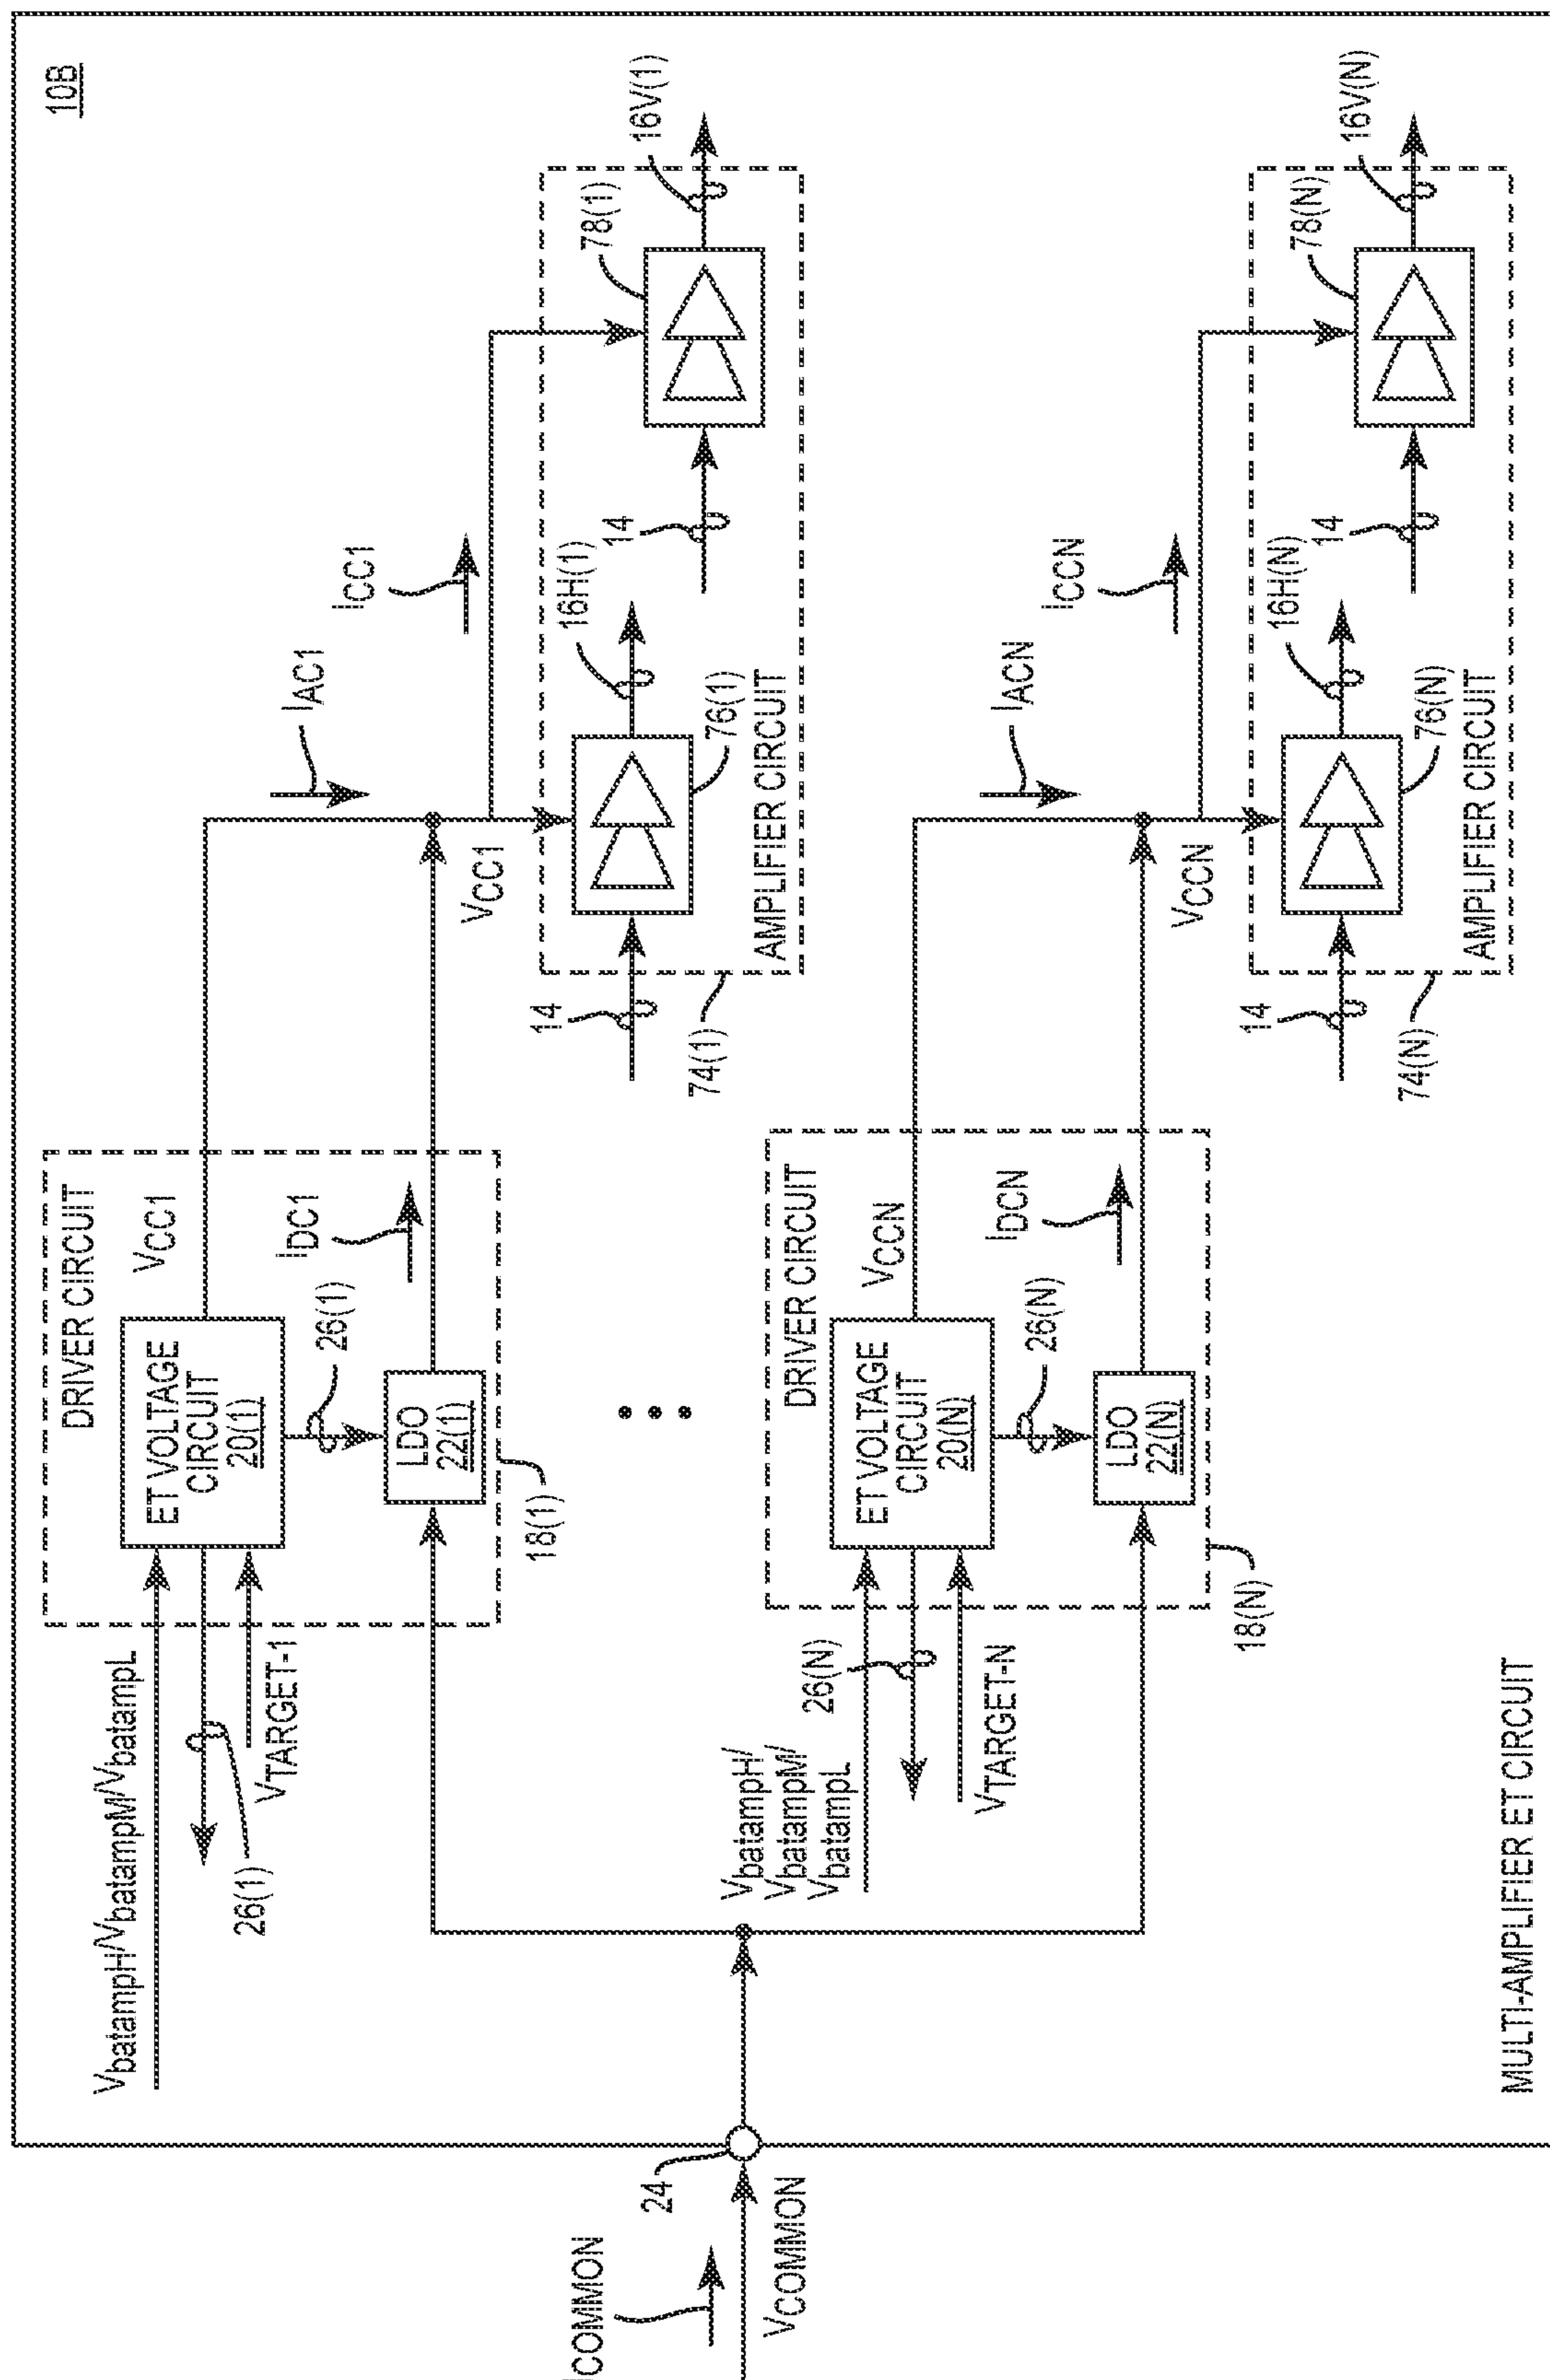 10B
DRIVER CIRCUIT
VCC1
ET VOLTAGE
CIRCUIT
20(1)
VbatampH/VbatampM/VbatampL
26(1)
VTARGET-1
26(1)
IDC1
LDO
22(1)
18(1)
IAC1
ICC1
VCC1
14
16H(1)
76(1)
14
78(1)
16V(1)
AMPLIFIER CIRCUIT
74(1)
DRIVER CIRCUIT
VCCN
ET VOLTAGE
CIRCUIT
20(N)
VbatampH/
VbatampM/
VbatampL
26(N)
VTARGET-N
26(N)
IDCN
LDO
22(N)
18(N)
IACN
ICCN
VCCN
14
16H(N)
76(N)
14
78(N)
16V(N)
AMPLIFIER CIRCUIT
74(N)
ICOMMON
24
VCOMMON
MULTI-AMPLIFIER ET CIRCUIT